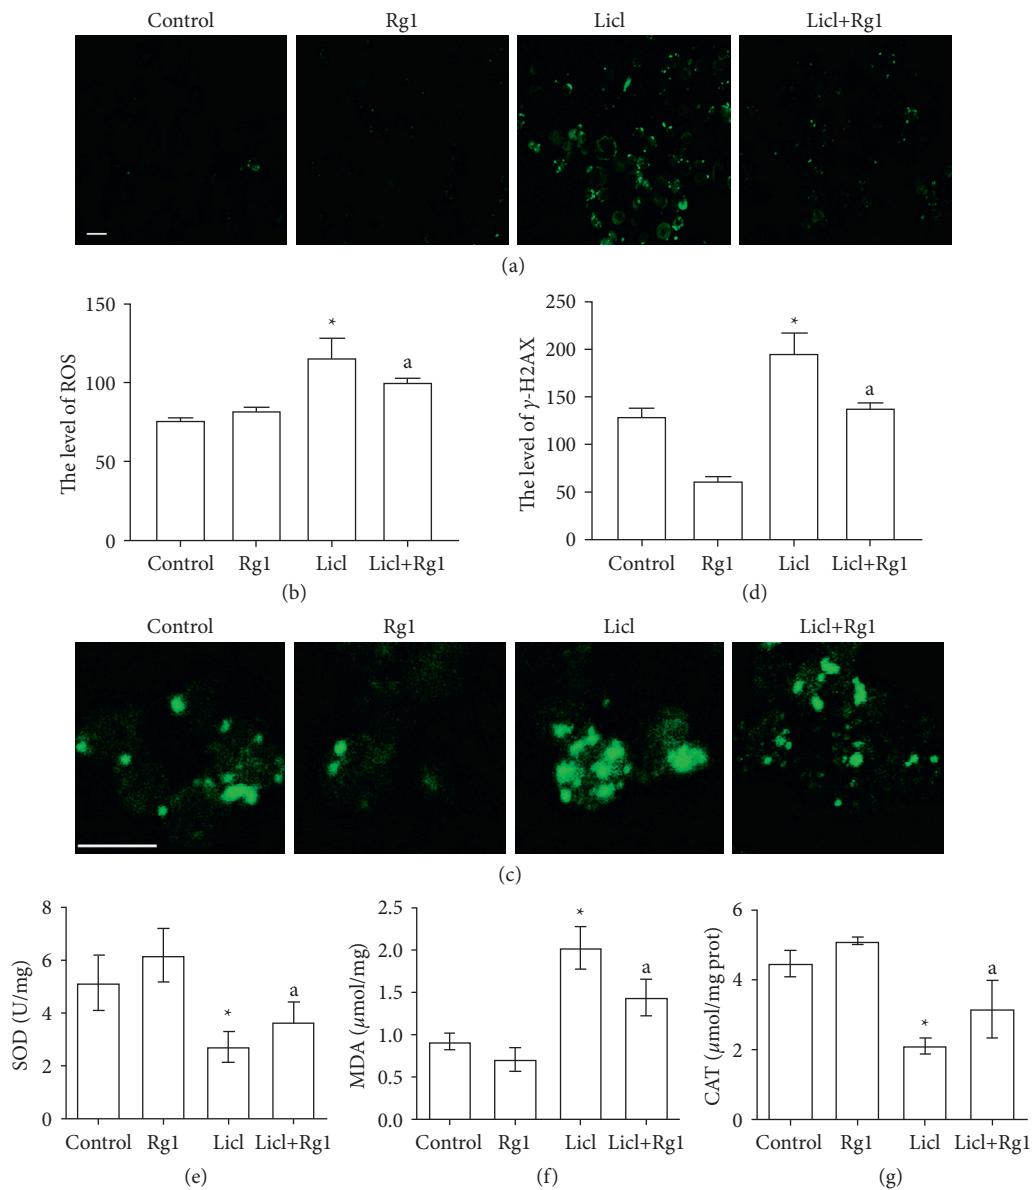 Control Rg1 Licl Licl+Rg1
(a)
The level of ROS
150
100
50
0
Control Rg1 Licl Licl+Rg1
*
a
(b)
The level of γ-H2AX
250
200
150
100
50
0
Control Rg1 Licl Licl+Rg1
*
a
(d)
Control Rg1 Licl Licl+Rg1
(c)
SOD (U/mg)
8
6
4
2
0
Control Rg1 Licl Licl+Rg1
*
a
(e)
MDA (μmol/mg)
2.5
2.0
1.5
1.0
0.5
0.0
Control Rg1 Licl Licl+Rg1
*
a
(f)
CAT (μmol/mg prot)
6
4
2
0
Control Rg1 Licl Licl+Rg1
*
a
(g)